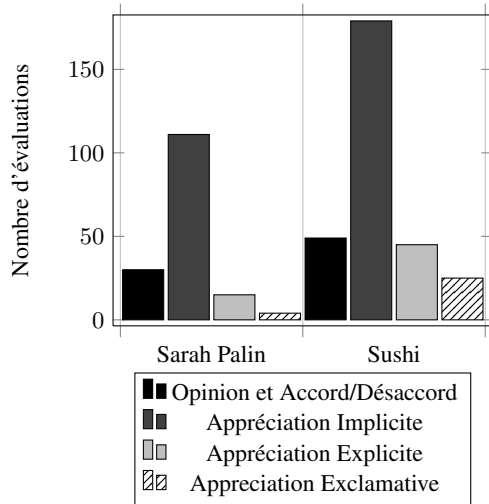 Nombre d'évaluations
150
100
50
0
Sarah Palin Sushi
Opinion et Accord/Désaccord
Appréciation Implicite
Appréciation Explicite
Appreciation Exclamative